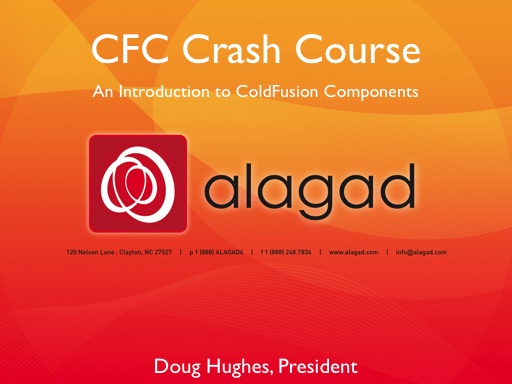 CFC Crash Course
An Introduction to ColdFusion Components
alagad
120 Nelson Lane . Clayton, NC 27527 | p 1 (888) ALAGAD4 | f 1 (888) 248.7836 | www.alagad.com | info@alagad.com
Doug Hughes, President